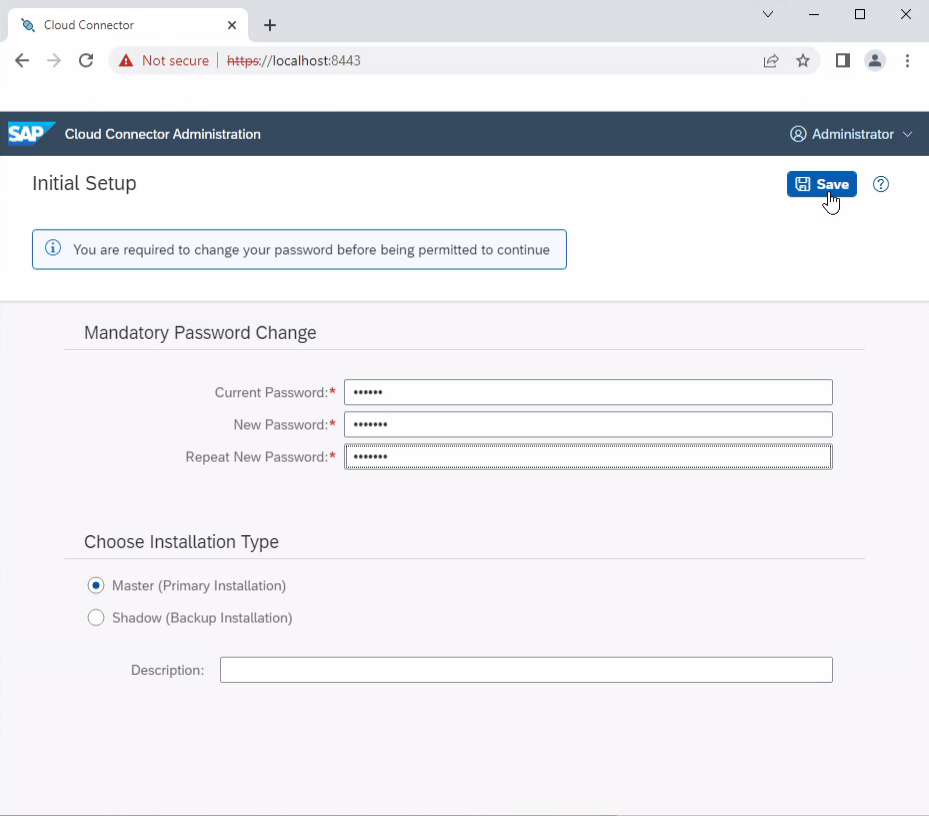 Cloud Connector
Not secure https://localhost:8443
SAP Cloud Connector Administration Administrator
Initial Setup Save
You are required to change your password before being permitted to continue
Mandatory Password Change
Current Password:* ••••••
New Password:* •••••••
Repeat New Password:* •••••••
Choose Installation Type
Master (Primary Installation)
Shadow (Backup Installation)
Description: